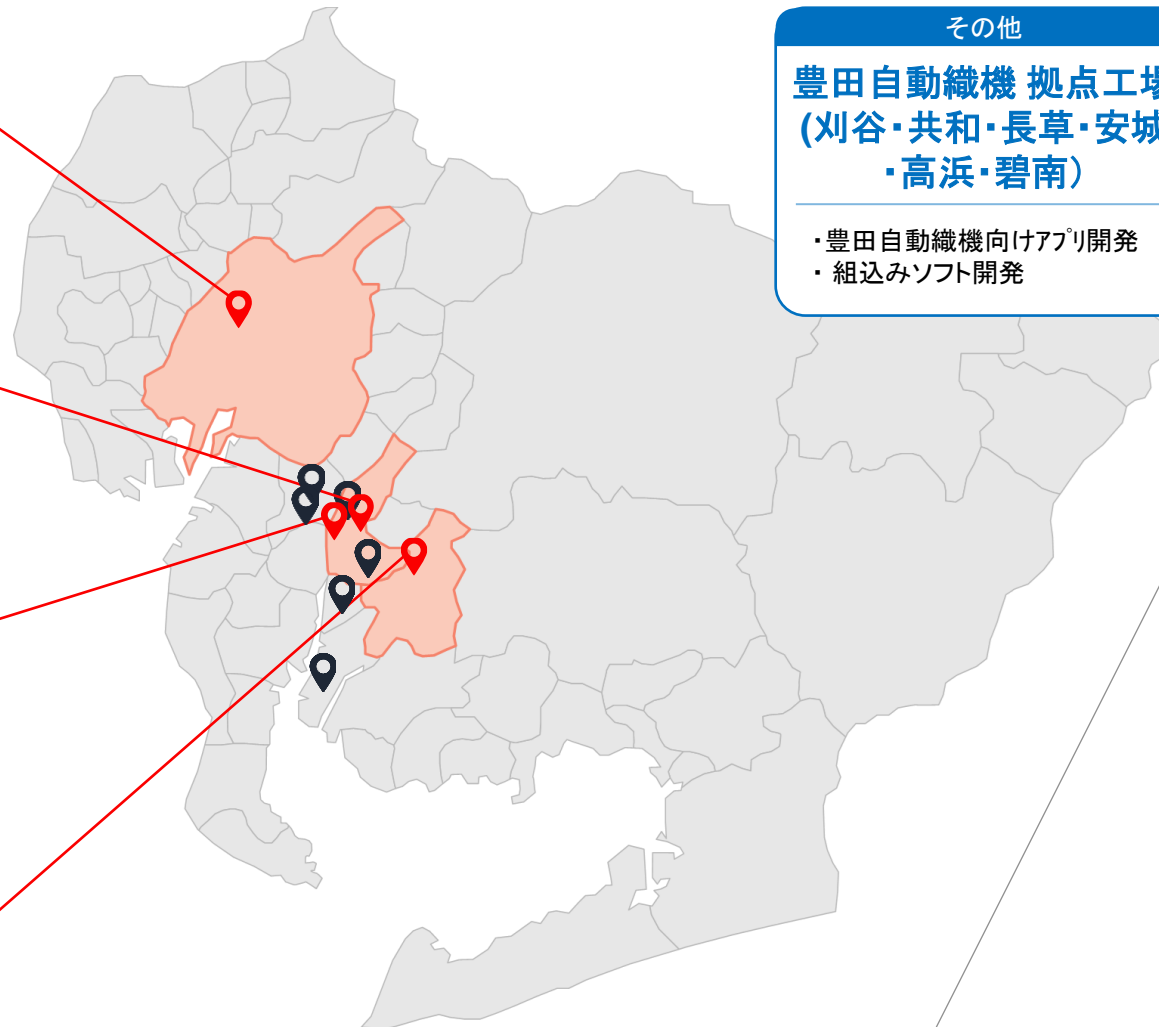 その他
豊田自動織機 拠点工場
(刈谷・共和・長草・安城
・高浜・碧南）
・豊田自動織機向けｱﾌﾟﾘ開発
・ 組込みソフト開発